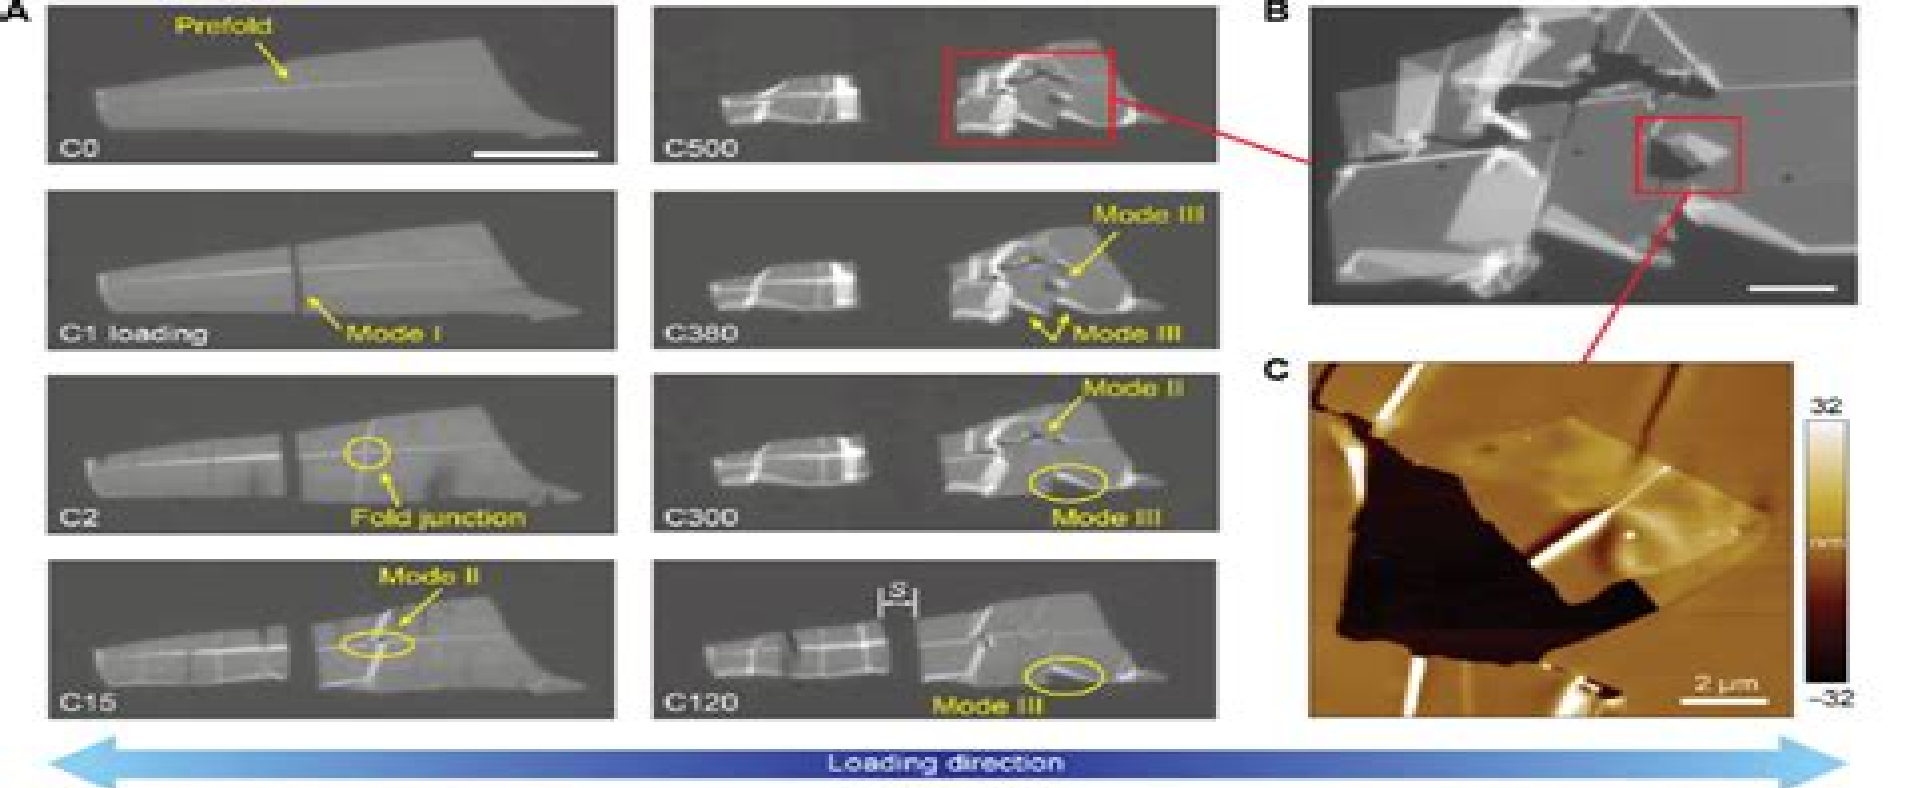 A
Prefold
C0
C1 loading
Mode I
C2
Fold junction
Mode II
C15
C500
Mode III
C380
Mode III
Mode II
C300
Mode III
S
C120
Mode III
B
C
32
nm
-32
2 μm
Loading direction